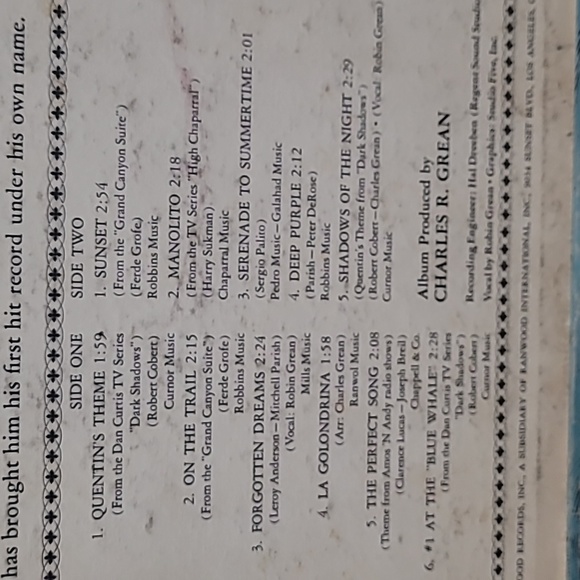 has brought him his first hit record under his own name.
SIDE ONE
1. QUENTIN'S THEME 1:59
(From the Dan Curtis TV Series
"Dark Shadows")
(Robert Cobert)
Curnor Music
2. ON THE TRAIL 2:15
(From the "Grand Canyon Suite")
(Ferde Grofe)
Robbins Music
3. FORGOTTEN DREAMS 2:24
(Leroy Anderson—Mitchell Parish)
(Vocal: Robin Grean)
Mills Music
4. LA GOLONDRINA 1:58
(Arr: Charles Grean)
Ranwol Music
5. THE PERFECT SONG 2:08
(Theme from Amos 'N Andy radio shows)
(Clarence Lucas—Joseph Breil)
Chappell & Co.
6. #1 AT THE "BLUE WHALE" 2:28
(From the Dan Curtis TV Series
"Dark Shadows")
(Robert Cobert)
Curnor Music
SIDE TWO
1. SUNSET 2:54
(From the "Grand Canyon Suite")
(Ferde Grofe)
Robbins Music
2. MANOLITO 2:18
(From the TV Series "High Chaparral")
(Harry Sukman)
Chaparral Music
3. SERENADE TO SUMMERTIME 2:01
(Sergio Palito)
Pedro Music—Galahad Music
4. DEEP PURPLE 2:12
(Parish—Peter DeRose)
Robbins Music
5. SHADOWS OF THE NIGHT 2:29
(Quentin's Theme from "Dark Shadows")
(Robert Cobert—Charles Grean) • (Vocal: Robin Grean)
Curnor Music
Album Produced by
CHARLES R. GREAN
Recording Engineer: Hal (Regent Sound
Vocal by Robin Grean • Graphics: Studio Five, Inc.
RECORDS, INC., A SUBSIDIARY OF RANWOOD INTERNATIONAL, INC., 9034 SUNSET BLVD., LOS ANGELES,